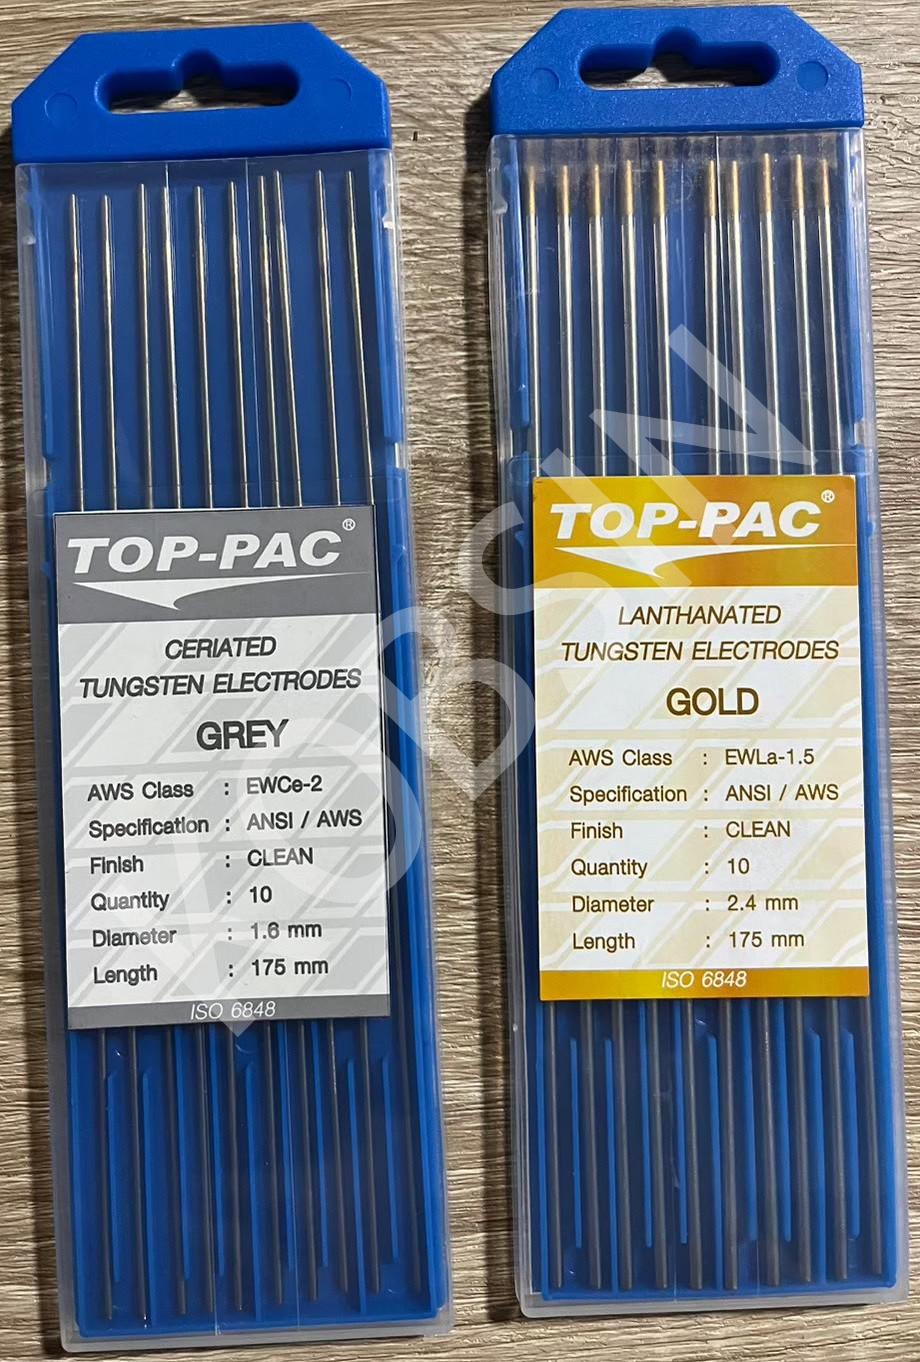 TOP-PAC®
CERIATED
TUNGSTEN ELECTRODES
GREY
AWS Class : EWCe-2
Specification : ANSI / AWS
Finish : CLEAN
Quantity : 10
Diameter : 1.6 mm
Length : 175 mm
ISO 6848
TOP-PAC®
LANTHANATED
TUNGSTEN ELECTRODES
GOLD
AWS Class : EWLa-1.5
Specification : ANSI / AWS
Finish : CLEAN
Quantity : 10
Diameter : 2.4 mm
Length : 175 mm
ISO 6848
KOBSIN